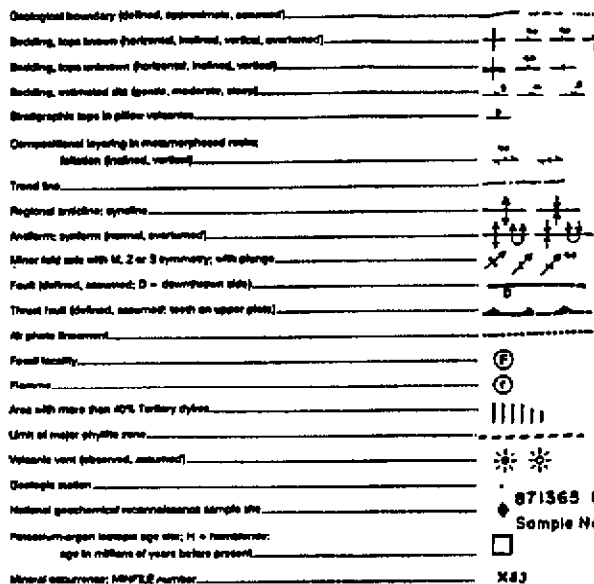 Geological boundary (defined, approximate, assumed)
Bedding, tops known (horizontal, inclined, vertical, overturned)
Bedding, tops unknown (horizontal, inclined, vertical)
Bedding, estimated dip (gentle, moderate, steep)
Stratigraphic tops in pillow volcanics
Compositional layering in metamorphosed rocks;
foliation (inclined, vertical)
Trend line
Regional anticline; syncline
Antiform; synform (normal, overturned)
Minor fold axis with M, Z or S symmetry; with plunge
Fault (defined, assumed; D = downthrown side)
D
Thrust fault (defined, assumed; teeth on upper plate)
Air photo lineament
Fossil locality F
Fiamme f
Area with more than 40% Tertiary dykes
Limit of major phyllite zone
Volcanic vent (observed, assumed)
Geologic station
National geochemical reconnaissance sample site 871365
Sample No
Potassium-argon isotopic age site; H = hornblende;
age in millions of years before present
Mineral occurrence; MINFILE number X83